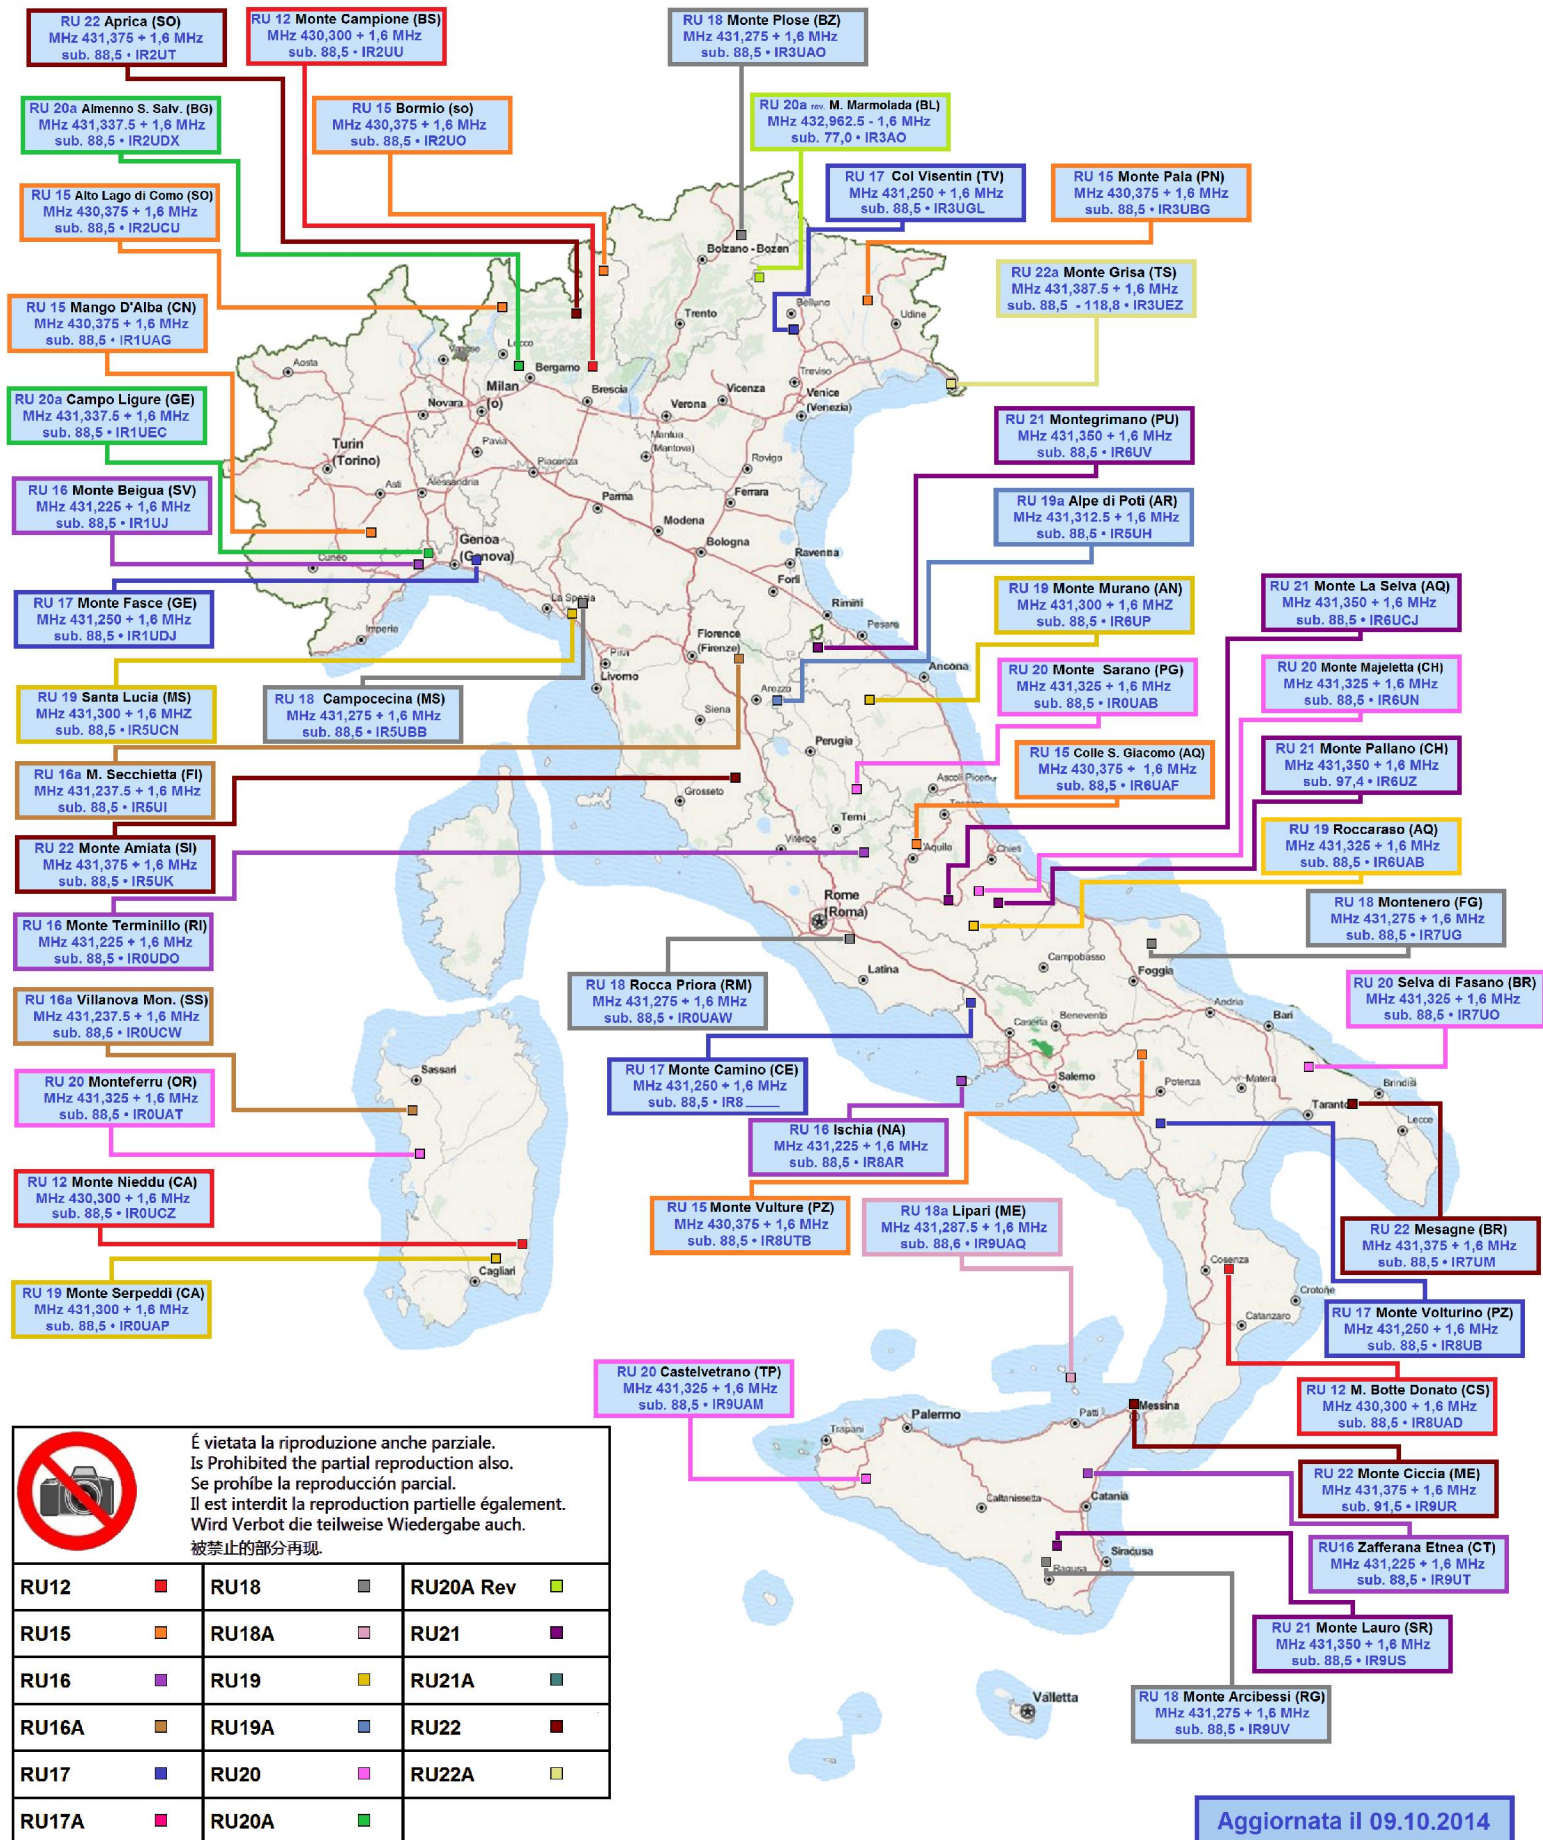 RU 22 Aprica (SO)
MHz 431,375 + 1,6 MHz
sub. 88,5 • IR2UT
RU 12 Monte Campione (BS)
MHz 430,300 + 1,6 MHz
sub. 88,5 • IR2UU
RU 18 Monte Plose (BZ)
MHz 431,275 + 1,6 MHz
sub. 88,5 • IR3UAO
RU 20a Almenno S. Salv. (BG)
MHz 431,337.5 + 1,6 MHz
sub. 88,5 • IR2UDX
RU 15 Bormio (so)
MHz 430,375 + 1,6 MHz
sub. 88,5 • IR2UO
RU 20a rev. M. Marmolada (BL)
MHz 432,962.5 - 1,6 MHz
sub. 77,0 • IR3AO
RU 17 Col Visentin (TV)
MHz 431,250 + 1,6 MHz
sub. 88,5 • IR3UGL
RU 15 Monte Pala (PN)
MHz 430,375 + 1,6 MHz
sub. 88,5 • IR3UBG
RU 15 Alto Lago di Como (SO)
MHz 430,375 + 1,6 MHz
sub. 88,5 • IR2UCU
RU 22a Monte Grisa (TS)
MHz 431,387.5 + 1,6 MHz
sub. 88,5 - 118,8 • IR3UEZ
RU 15 Mango D'Alba (CN)
MHz 430,375 + 1,6 MHz
sub. 88,5 • IR1UAG
RU 20a Campo Ligure (GE)
MHz 431,337.5 + 1,6 MHz
sub. 88,5 • IR1UEC
RU 21 Montegrimano (PU)
MHz 431,350 + 1,6 MHz
sub. 88,5 • IR6UV
RU 16 Monte Beigua (SV)
MHz 431,225 + 1,6 MHz
sub. 88,5 • IR1UJ
RU 19a Alpe di Poti (AR)
MHz 431,312.5 + 1,6 MHz
sub. 88,5 • IR5UH
RU 17 Monte Fasce (GE)
MHz 431,250 + 1,6 MHz
sub. 88,5 • IR1UDJ
RU 19 Monte Murano (AN)
MHz 431,300 + 1,6 MHZ
sub. 88,5 • IR6UP
RU 21 Monte La Selva (AQ)
MHz 431,350 + 1,6 MHz
sub. 88,5 • IR6UCJ
RU 19 Santa Lucia (MS)
MHz 431,300 + 1,6 MHZ
sub. 88,5 • IR5UCN
RU 18 Campocecina (MS)
MHz 431,275 + 1,6 MHz
sub. 88,5 • IR5UBB
RU 20 Monte Sarano (PG)
MHz 431,325 + 1,6 MHz
sub. 88,5 • IR0UAB
RU 20 Monte Majeletta (CH)
MHz 431,325 + 1,6 MHz
sub. 88,5 • IR6UN
RU 16a M. Secchietta (FI)
MHz 431,237.5 + 1,6 MHz
sub. 88,5 • IR5UI
RU 15 Colle S. Giacomo (AQ)
MHz 430,375 + 1,6 MHz
sub. 88,5 • IR6UAF
RU 21 Monte Pallano (CH)
MHz 431,350 + 1,6 MHz
sub. 97,4 • IR6UZ
RU 22 Monte Amiata (SI)
MHz 431,375 + 1,6 MHz
sub. 88,5 • IR5UK
RU 19 Roccaraso (AQ)
MHz 431,325 + 1,6 MHz
sub. 88,5 • IR6UAB
RU 16 Monte Terminillo (RI)
MHz 431,225 + 1,6 MHz
sub. 88,5 • IR0UDO
RU 18 Montenero (FG)
MHz 431,275 + 1,6 MHz
sub. 88,5 • IR7UG
RU 18 Rocca Priora (RM)
MHz 431,275 + 1,6 MHz
sub. 88,5 • IR0UAW
RU 20 Selva di Fasano (BR)
MHz 431,325 + 1,6 MHz
sub. 88,5 • IR7UO
RU 16a Villanova Mon. (SS)
MHz 431,237.5 + 1,6 MHz
sub. 88,5 • IR0UCW
RU 17 Monte Camino (CE)
MHz 431,250 + 1,6 MHz
sub. 88,5 • IR8_____
RU 20 Monteferru (OR)
MHz 431,325 + 1,6 MHz
sub. 88,5 • IR0UAT
RU 16 Ischia (NA)
MHz 431,225 + 1,6 MHz
sub. 88,5 • IR8AR
RU 12 Monte Nieddu (CA)
MHz 430,300 + 1,6 MHz
sub. 88,5 • IR0UCZ
RU 15 Monte Vulture (PZ)
MHz 430,375 + 1,6 MHz
sub. 88,5 • IR8UTB
RU 18a Lipari (ME)
MHz 431,287.5 + 1,6 MHz
sub. 88,6 • IR9UAQ
RU 22 Mesagne (BR)
MHz 431,375 + 1,6 MHz
sub. 88,5 • IR7UM
RU 19 Monte Serpeddì (CA)
MHz 431,300 + 1,6 MHz
sub. 88,5 • IR0UAP
RU 17 Monte Volturino (PZ)
MHz 431,250 + 1,6 MHz
sub. 88,5 • IR8UB
RU 20 Castelvetrano (TP)
MHz 431,325 + 1,6 MHz
sub. 88,5 • IR9UAM
RU 12 M. Botte Donato (CS)
MHz 430,300 + 1,6 MHz
sub. 88,5 • IR8UAD
RU 22 Monte Ciccia (ME)
MHz 431,375 + 1,6 MHz
sub. 91,5 • IR9UR
RU16 Zafferana Etnea (CT)
MHz 431,225 + 1,6 MHz
sub. 88,5 • IR9UT
RU 21 Monte Lauro (SR)
MHz 431,350 + 1,6 MHz
sub. 88,5 • IR9US
RU 18 Monte Arcibessi (RG)
MHz 431,275 + 1,6 MHz
sub. 88,5 • IR9UV
Bolzano - Bozen
Belluno
Udine
Trento
Aosta
Varese
Lecco
Bergamo
Milan
(o)
Brescia
Novara
Treviso
Vicenza
Venice
(Venezia)
Verona
Turin
(Torino)
Pavia
Mantua
(Mantova)
Rovigo
Piacenza
Asti
Alessandria
Parma
Ferrara
Modena
Bologna
Ravenna
Genoa
(Genova)
Cuneo
Forlì
La Spezia
Rimini
Imperia
Pesaro
Florence
(Firenze)
Livorno
Ancona
Arezzo
Siena
Perugia
Grosseto
Ascoli Piceno
Terni
Viterbo
L'Aquila
Chieti
Rome
(Roma)
Latina
Campobasso
Foggia
Andria
Bari
Caserta
Benevento
Salerno
Potenza
Matera
Taranto
Brindisi
Lecce
Sassari
Cagliari
Cosenza
Crotone
Catanzaro
Palermo
Trapani
Patti
Messina
Caltanissetta
Catania
Siracusa
Ragusa
Valletta
É vietata la riproduzione anche parziale.
Is Prohibited the partial reproduction also.
Se prohíbe la reproducción parcial.
Il est interdit la reproduction partielle également.
Wird Verbot die teilweise Wiedergabe auch.
被禁止的部分再现.
RU12 RU18 RU20A Rev
RU15 RU18A RU21
RU16 RU19 RU21A
RU16A RU19A RU22
RU17 RU20 RU22A
RU17A RU20A
Aggiornata il 09.10.2014